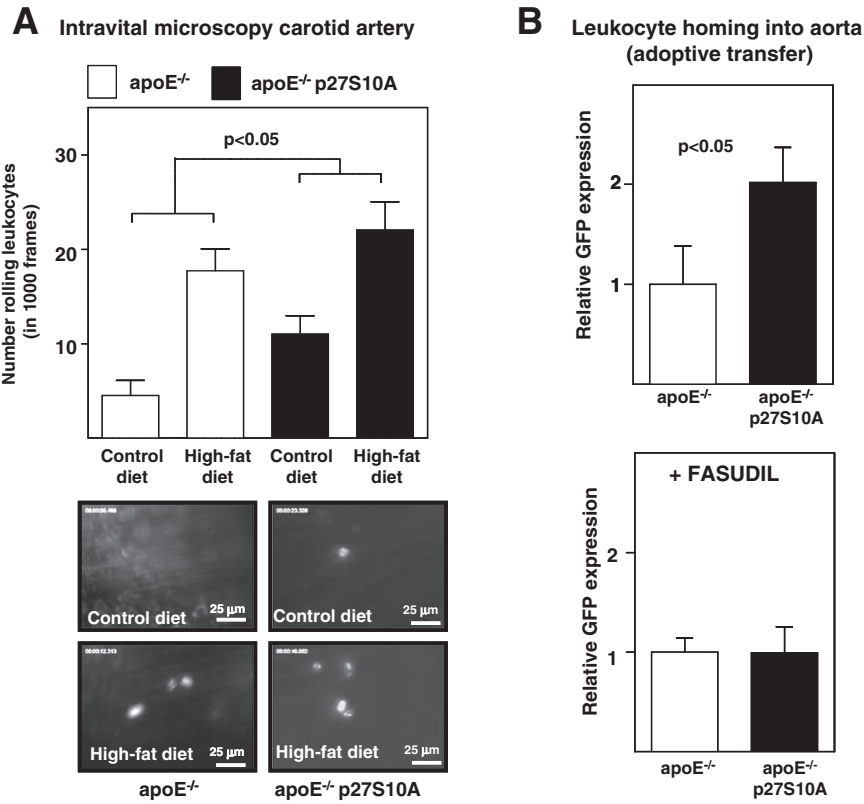 A Intravital microscopy carotid artery
apoE-/- apoE-/- p27S10A
Number rolling leukocytes
(in 1000 frames)
30
20
10
p<0.05
Control
diet
High-fat
diet
Control
diet
High-fat
diet
Control diet
25 μm
Control diet
25 μm
High-fat diet
25 μm
High-fat diet
25 μm
apoE-/-
apoE-/- p27S10A
B Leukocyte homing into aorta
(adoptive transfer)
Relative GFP expression
2
1
p<0.05
apoE-/-
apoE-/-
p27S10A
+ FASUDIL
Relative GFP expression
2
1
apoE-/-
apoE-/-
p27S10A